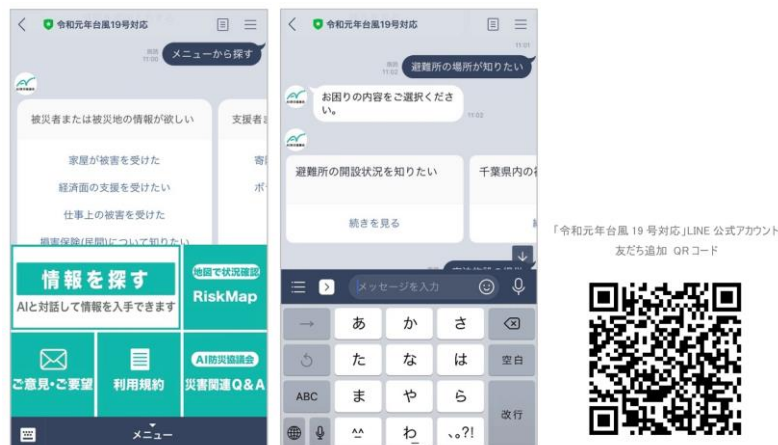 令和元年台風19号対応
11:00
メニューから探す
被災者または被災地の情報が欲しい
支援者
家屋が被害を受けた
経済面の支援を受けたい
仕事上の被害を受けた
損害保険(民間)について知りたい
情報を探す
AIと対話して情報を入手できます
地図で状況確認
RiskMap
ご意見・ご要望
利用規約
AI防災協議会
災害関連Q&A
メニュー
令和元年台風19号対応
11:01
既読
11:02
避難所の場所が知りたい
お困りの内容をご選択くださ
い。
11:02
避難所の開設状況を知りたい
千葉県内の
続きを見る
メッセージを入力
→
あ
か
さ
た
な
は
空白
ABC
ま
や
ら
改行
^^
わ
、。?!
「令和元年台風 19 号対応」LINE 公式アカウント
友だち追加 QRコード